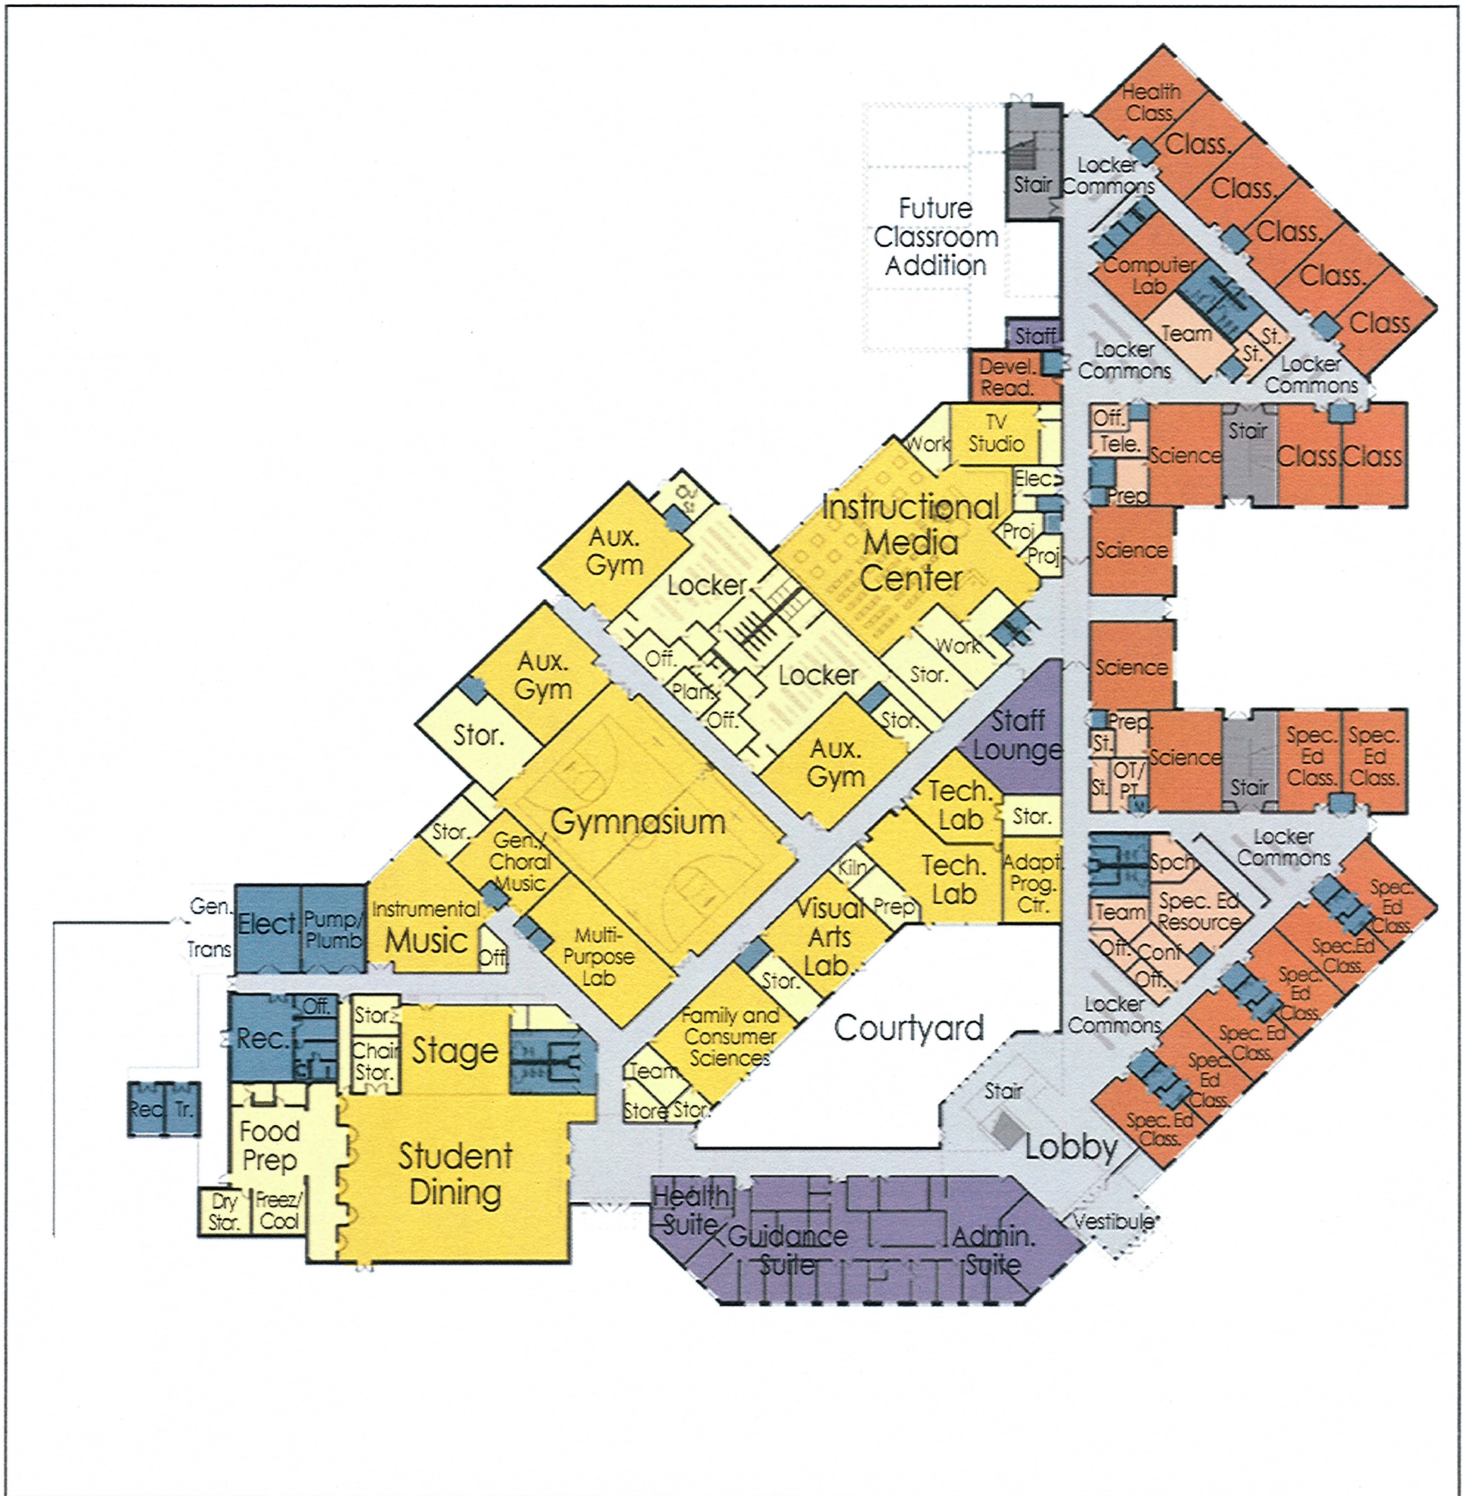 Health
Class.
Class.
Class.
Class.
Class.
Class.
Locker
Commons
Stair
Future
Classroom
Addition
Computer
Lab
Team
St.
St.
Locker
Commons
Locker
Commons
Staff
Devel.
Read.
TV
Studio
Work
Elec.
Off.
Tele.
Prep
Science
Stair
Class.
Class
Instructional
Media
Center
Proj
Proj
Science
Aux.
Gym
Locker
Work
Stor.
Off.
Plan.
Off.
Locker
Stor.
Science
Aux.
Gym
Stor.
Staff
Lounge
Aux.
Gym
Prep
St.
St.
OT/
PT
Science
Stair
Spec.
Ed
Class.
Spec.
Ed
Class.
Gymnasium
Tech.
Lab
Stor.
Stor.
Gen./
Choral
Music
Kiln
Tech.
Lab
Adapt.
Prog.
Ctr.
Prep
Spch.
Locker
Commons
Team
Spec. Ed
Resource
Off.
Conf
Off.
Spec.
Ed
Class.
Spec.Ed
Class.
Spec.
Ed
Class.
Spec. Ed
Class.
Spec.
Ed
Class.
Spec. Ed
Class.
Gen.
Trans
Elect.
Pump/
Plumb
Instrumental
Music
Off.
Multi-
Purpose
Lab
Visual
Arts
Lab.
Stor.
Family and
Consumer
Sciences
Courtyard
Locker
Commons
Rec.
Off.
Stor.
Chair
Stor.
Stage
Team
Store
Stor.
Stair
Lobby
Rec.
Tr.
Food
Prep
Dry
Stor.
Freez/
Cool
Student
Dining
Health
Suite
Guidance
Suite
Admin.
Suite
Vestibule